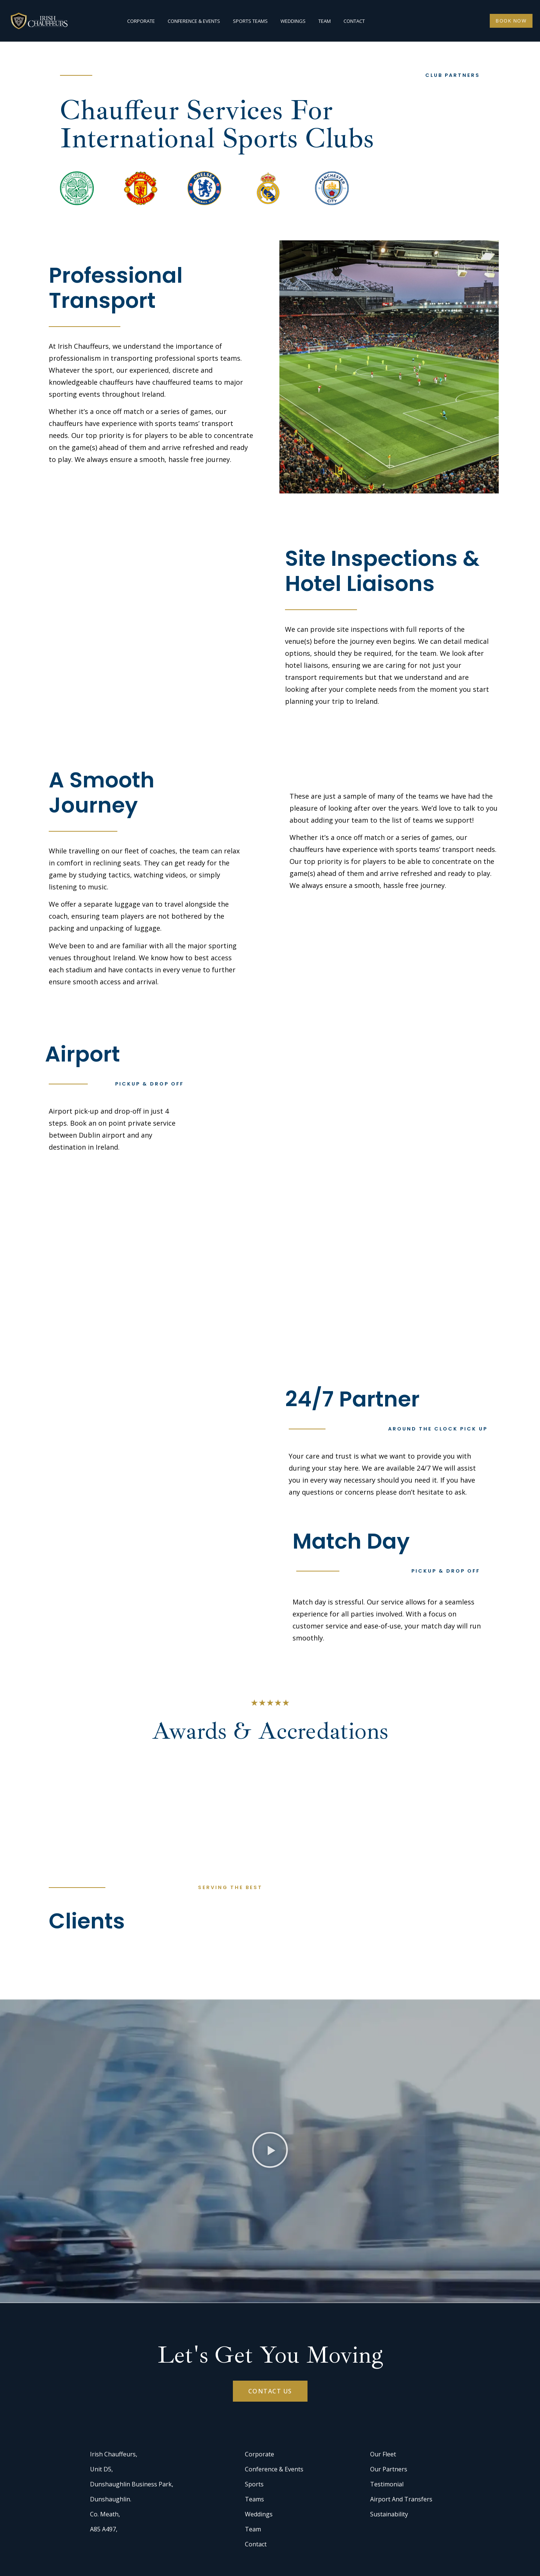 IRISH
CHAUFFEURS
CORPORATE
CONFERENCE & EVENTS
SPORTS TEAMS
WEDDINGS
TEAM
CONTACT
BOOK NOW
CLUB PARTNERS
Chauffeur Services For
International Sports Clubs
CHELSEA
MANCHESTER
CITY
Professional
Transport
At Irish Chauffeurs, we understand the importance of
professionalism in transporting professional sports teams.
Whatever the sport, our experienced, discrete and
knowledgeable chauffeurs have chauffeured teams to major
sporting events throughout Ireland.
Whether it's a once off match or a series of games, our
chauffeurs have experience with sports teams' transport
needs. Our top priority is for players to be able to concentrate
on the game(s) ahead of them and arrive refreshed and ready
to play. We always ensure a smooth, hassle free journey.
Site Inspections &
Hotel Liaisons
We can provide site inspections with full reports of the
venue(s) before the journey even begins. We can detail medical
options, should they be required, for the team. We look after
hotel liaisons, ensuring we are caring for not just your
transport requirements but that we understand and are
looking after your complete needs from the moment you start
planning your trip to Ireland.
A Smooth
Journey
While travelling on our fleet of coaches, the team can relax
in comfort in reclining seats. They can get ready for the
game by studying tactics, watching videos, or simply
listening to music.
We offer a separate luggage van to travel alongside the
coach, ensuring team players are not bothered by the
packing and unpacking of luggage.
We've been to and are familiar with all the major sporting
venues throughout Ireland. We know how to best access
each stadium and have contacts in every venue to further
ensure smooth access and arrival.
These are just a sample of many of the teams we have had the
pleasure of looking after over the years. We'd love to talk to you
about adding your team to the list of teams we support!
Whether it's a once off match or a series of games, our
chauffeurs have experience with sports teams' transport needs.
Our top priority is for players to be able to concentrate on the
game(s) ahead of them and arrive refreshed and ready to play.
We always ensure a smooth, hassle free journey.
Airport
PICKUP & DROP OFF
Airport pick-up and drop-off in just 4
steps. Book an on point private service
between Dublin airport and any
destination in Ireland.
24/7 Partner
AROUND THE CLOCK PICK UP
Your care and trust is what we want to provide you with
during your stay here. We are available 24/7 We will assist
you in every way necessary should you need it. If you have
any questions or concerns please don't hesitate to ask.
Match Day
PICKUP & DROP OFF
Match day is stressful. Our service allows for a seamless
experience for all parties involved. With a focus on
customer service and ease-of-use, your match day will run
smoothly.
Awards & Accredations
SERVING THE BEST
Clients
Let's Get You Moving
CONTACT US
Irish Chauffeurs,
Unit D5,
Dunshaughlin Business Park,
Dunshaughlin.
Co. Meath,
A85 A497,
Corporate
Conference & Events
Sports
Teams
Weddings
Team
Contact
Our Fleet
Our Partners
Testimonial
Airport And Transfers
Sustainability